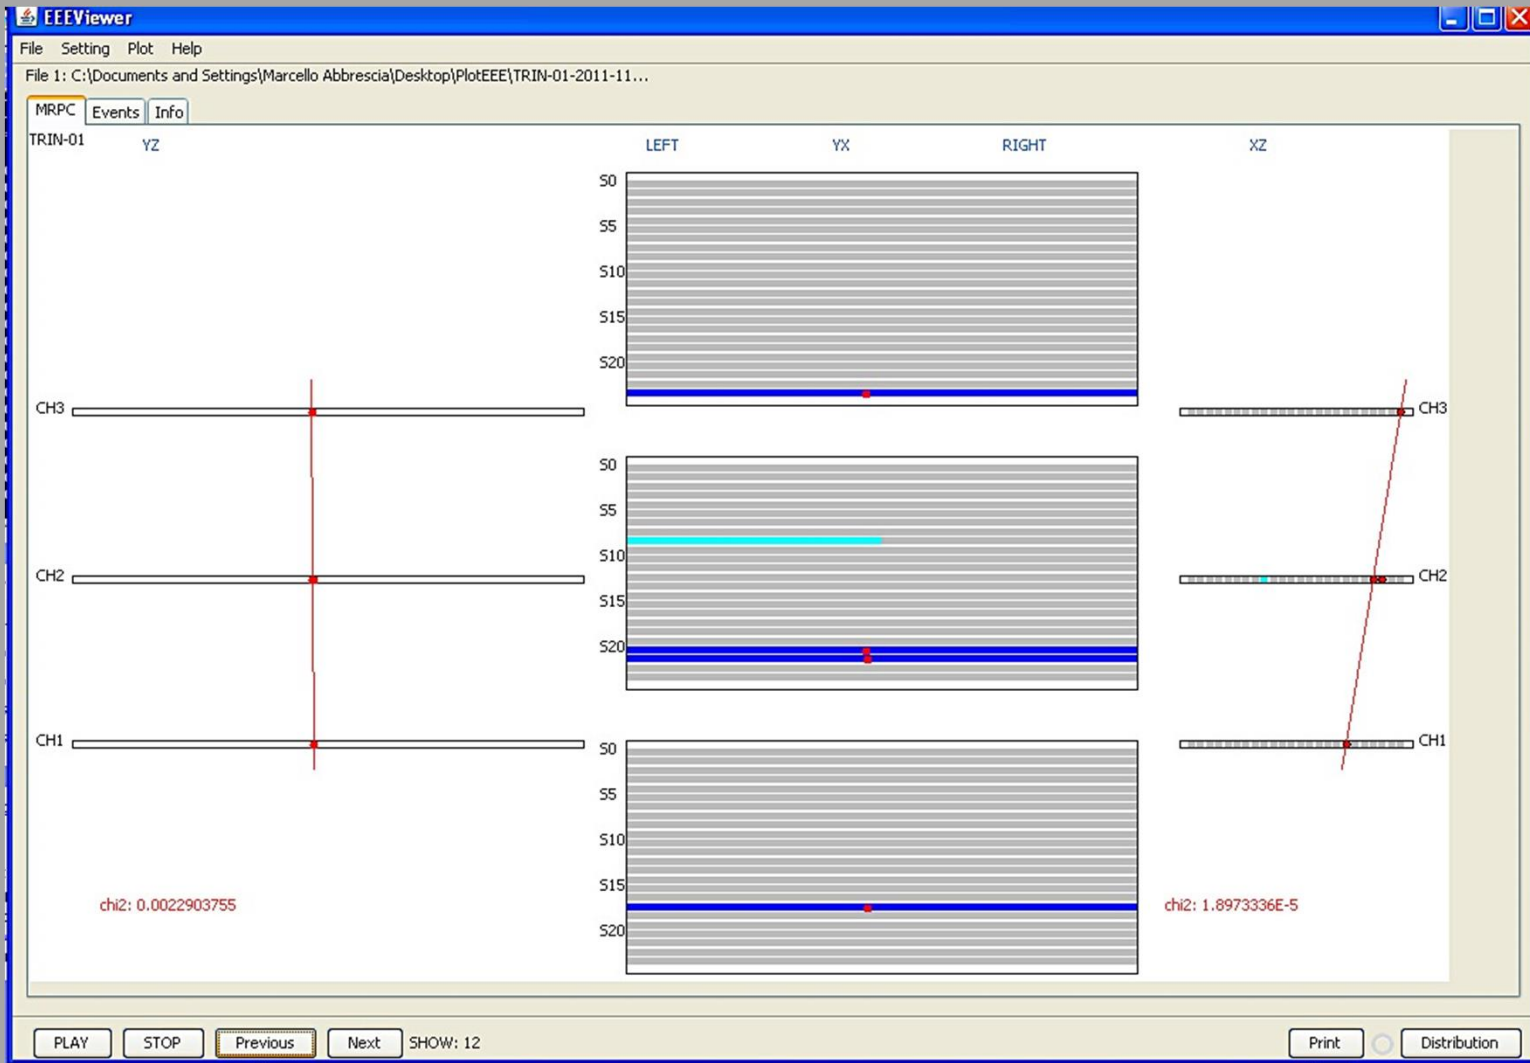 EEEViewer
File Setting Plot Help
File 1: C:\Documents and Settings\Marcello Abbrescia\Desktop\PlotEEE\TRIN-01-2011-11...
MRPC Events Info
TRIN-01 YZ LEFT YX RIGHT XZ
S0
S5
S10
S15
S20
CH3 CH3
S0
S5
S10
CH2 CH2
S15
S20
CH1 CH1
S0
S5
S10
S15
chi2: 0.0022903755 chi2: 1.8973336E-5
S20
PLAY STOP Previous Next SHOW: 12 Print Distribution